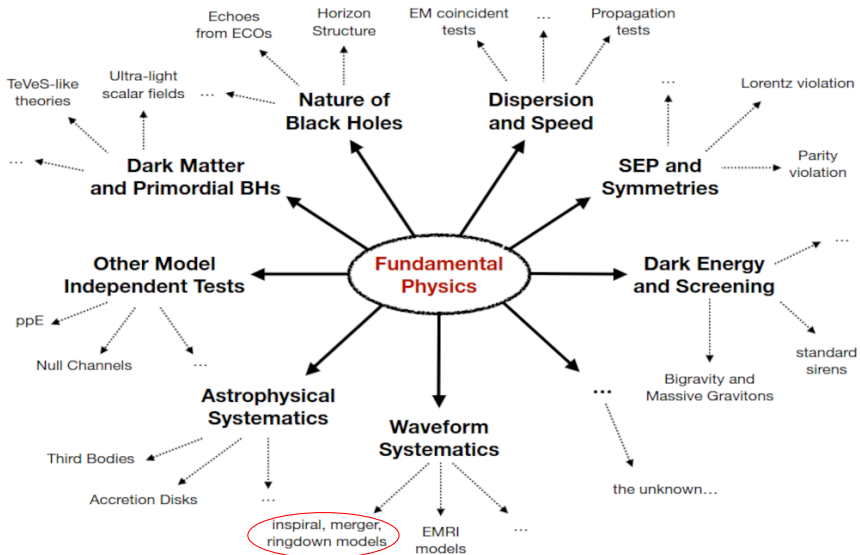 Echoes
from ECOs
Horizon
Structure
EM coincident
tests
...
Propagation
tests
TeVeS-like
theories
Ultra-light
scalar fields
...
Nature of
Black Holes
Dispersion
and Speed
...
Lorentz violation
...
Dark Matter
and Primordial BHs
SEP and
Symmetries
Parity
violation
Other Model
Independent Tests
Fundamental
Physics
Dark Energy
and Screening
...
ppE
Null Channels
...
standard
sirens
Bigravity and
Massive Gravitons
Astrophysical
Systematics
Waveform
Systematics
...
Third Bodies
Accretion Disks
...
the unknown...
inspiral, merger,
ringdown models
EMRI
models
...